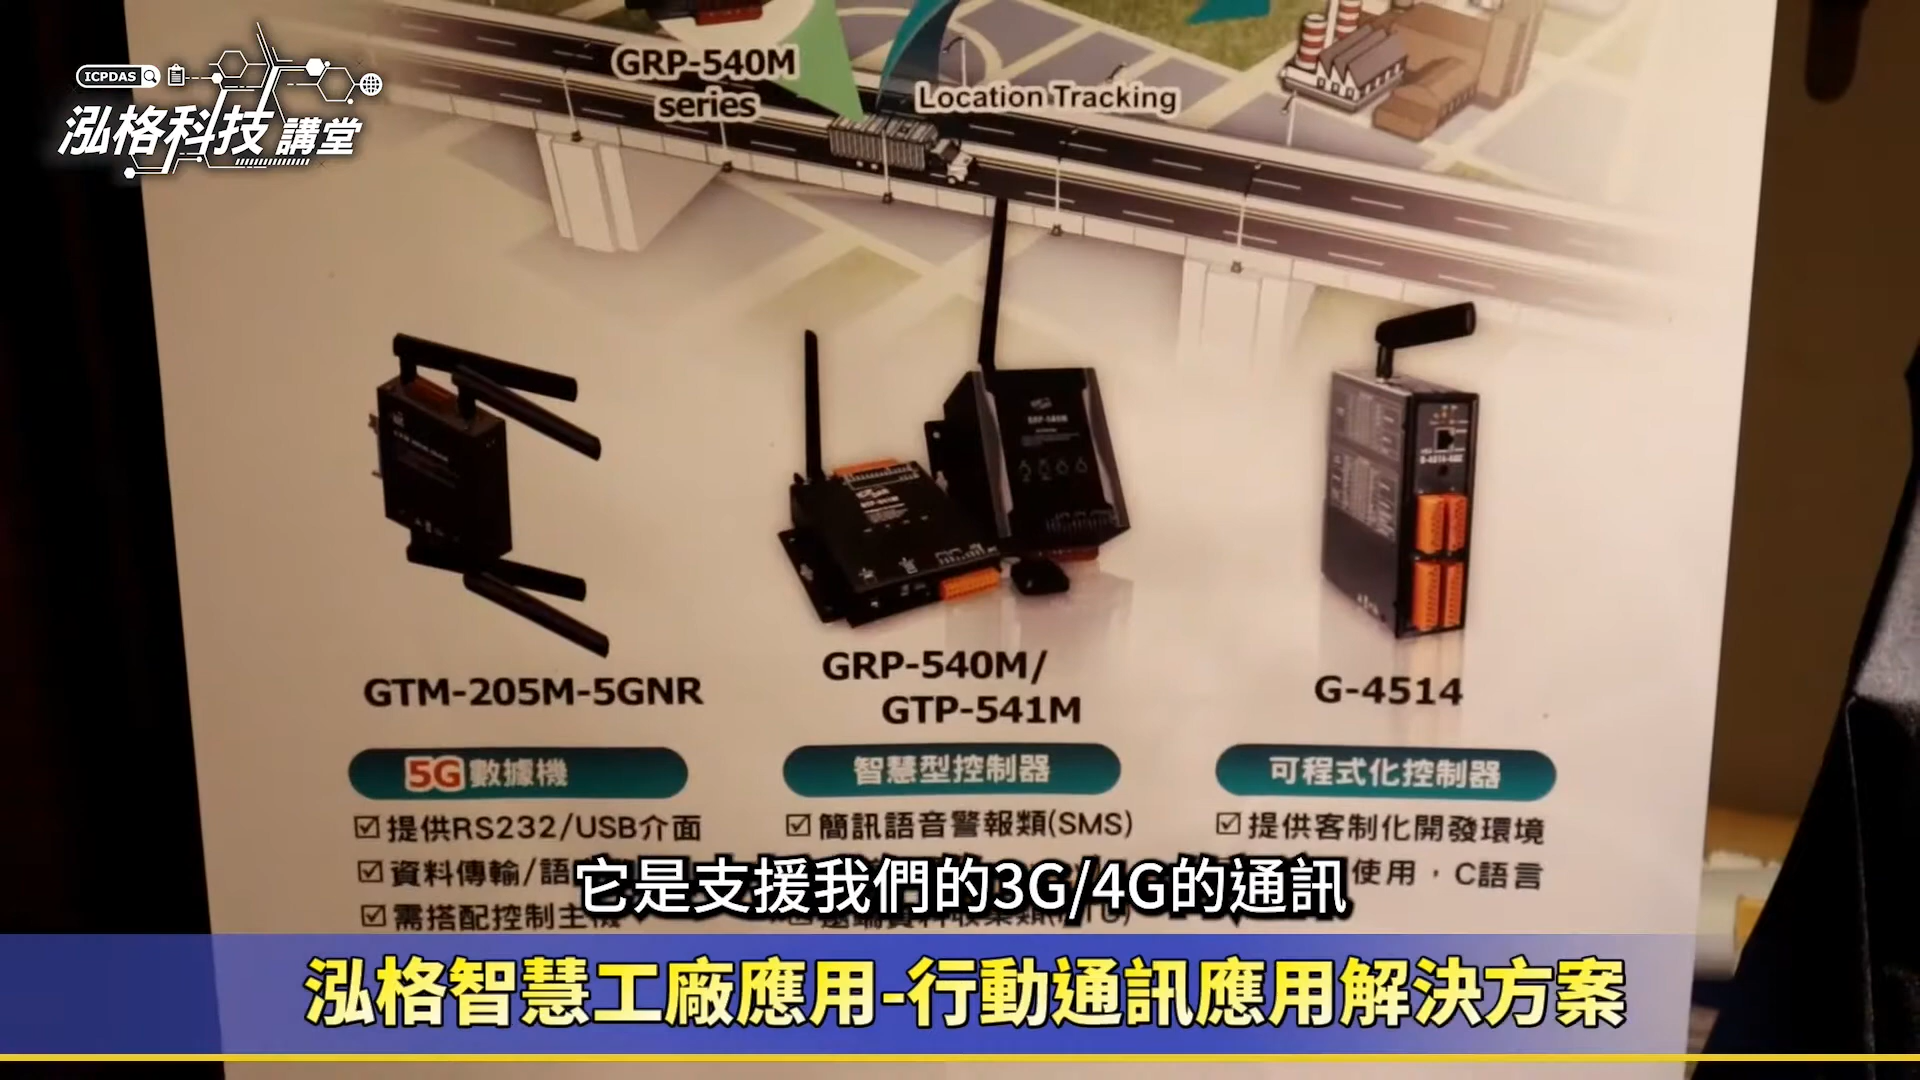 ICPDAS
泓格科技 講堂
GRP-540M
series
Location Tracking
GTM-205M-5GNR
GRP-540M/
GTP-541M
G-4514
5G數據機
智慧型控制器
可程式化控制器
☑提供RS232/USB介面
☑簡訊語音警報類(SMS)
☑提供客制化開發環境
☑資料傳輸/語
使用,C語言
☑需搭配控制主機
它是支援我們的3G/4G的通訊
泓格智慧工廠應用-行動通訊應用解決方案